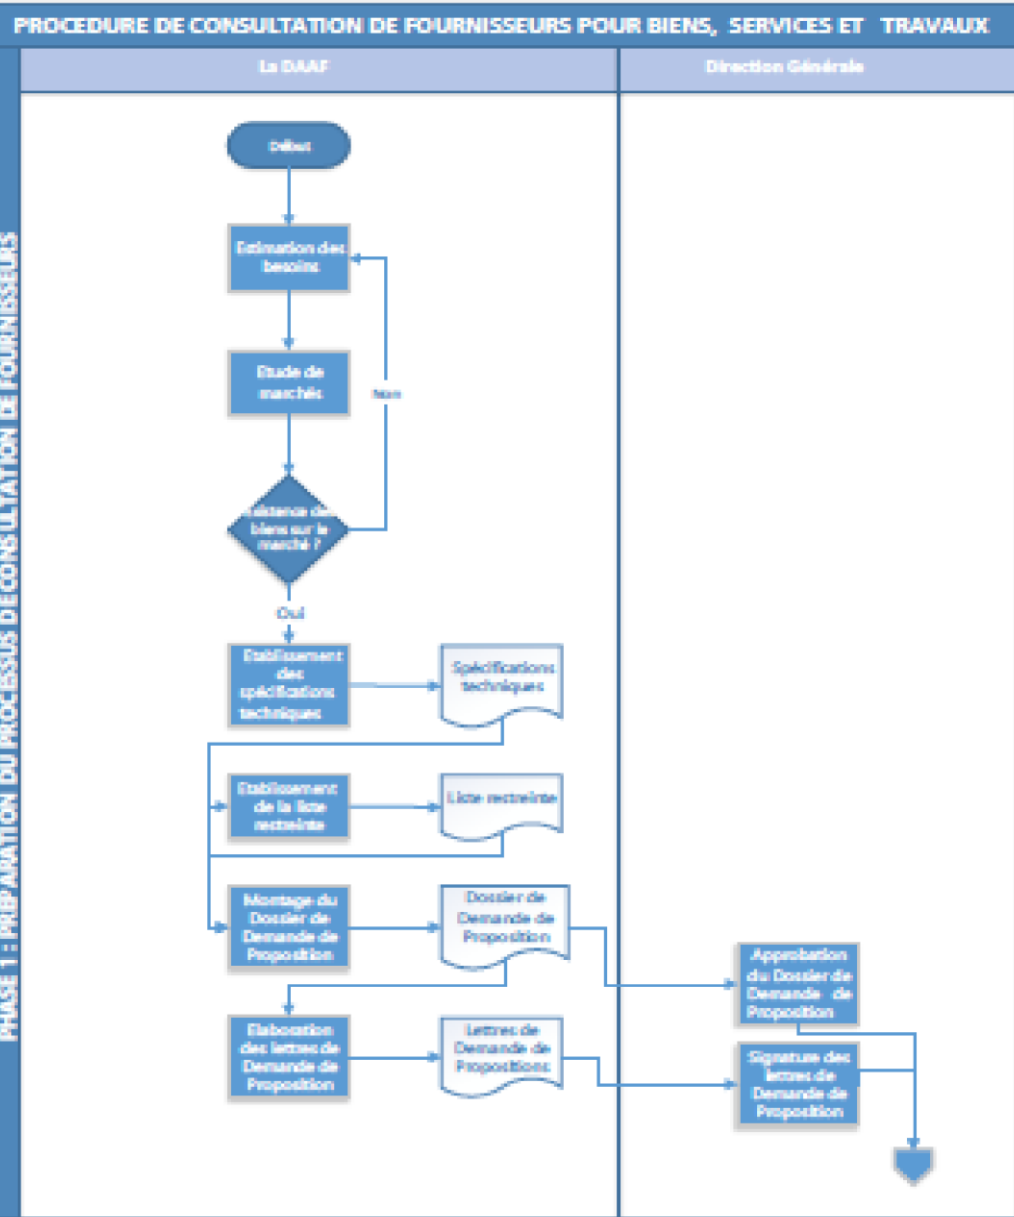 PROCEDURE DE CONSULTATION DE FOURNISSEURS POUR BIENS, SERVICES ET TRAVAUX
La DAAF
Direction Générale
PHASE 1 : PREPARATION DU PROCESSUS DE CONSULTATION DE FOURNISSEURS
Début
Estimation des
besoins
Etude de
marchés
Non
Existence de
biens sur le
marché ?
Oui
Etablissement
des
spécifications
techniques
Spécifications
techniques
Etablissement
de la liste
restreinte
Liste restreinte
Montage du
Dossier de
Demande de
Proposition
Dossier de
Demande de
Proposition
Approbation
du Dossier de
Demande de
Proposition
Elaboration
des lettres de
Demande de
Proposition
Lettres de
Demande de
Propositions
Signature des
lettres de
Demande de
Proposition